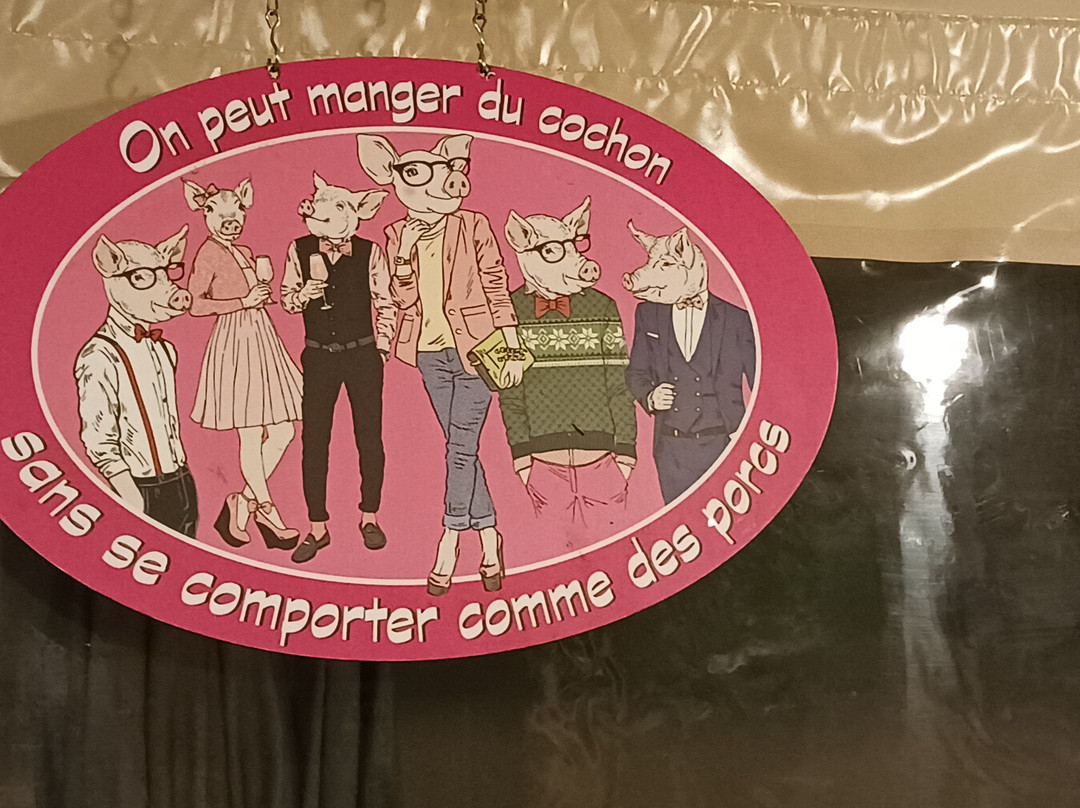 On peut manger du cochon
sans se comporter comme des porcs